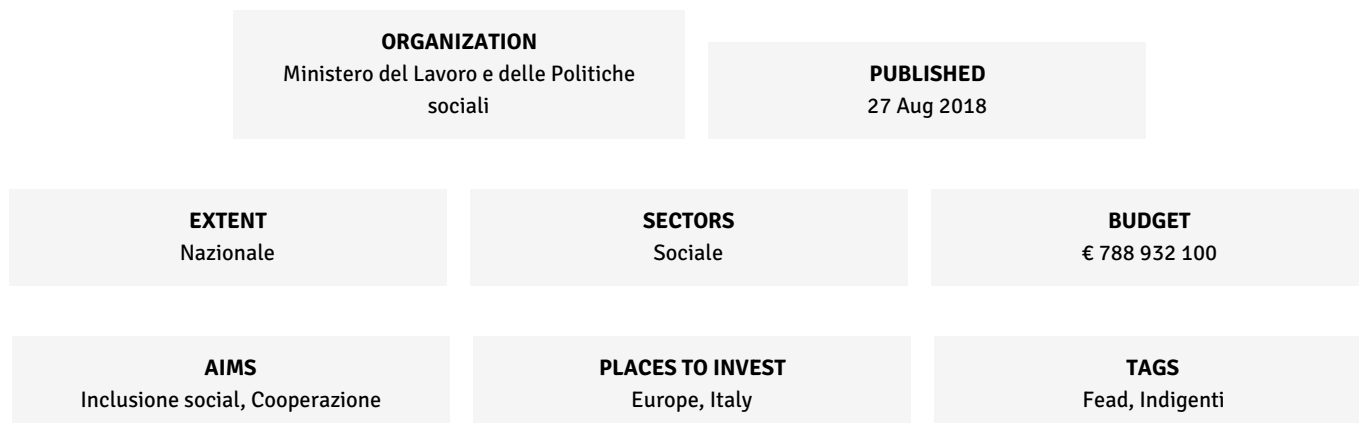 ORGANIZATION
Ministero del Lavoro e delle Politiche
sociali
PUBLISHED
27 Aug 2018
EXTENT
Nazionale
SECTORS
Sociale
BUDGET
€ 788 932 100
AIMS
Inclusione social, Cooperazione
PLACES TO INVEST
Europe, Italy
TAGS
Fead, Indigenti